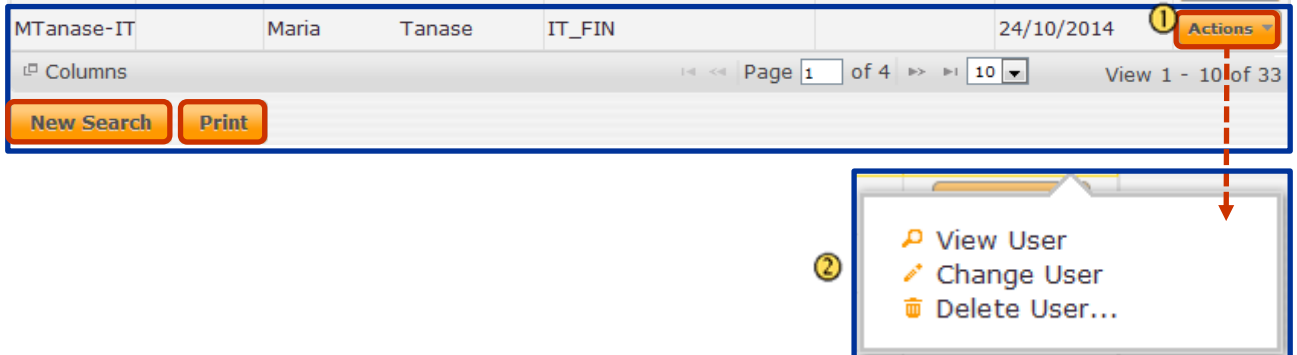 MTanase-IT Maria Tanase IT_FIN 24/10/2014 1 Actions
Columns Page 1 of 4 10 View 1 - 10 of 33
New Search Print
View User
2 Change User
Delete User...